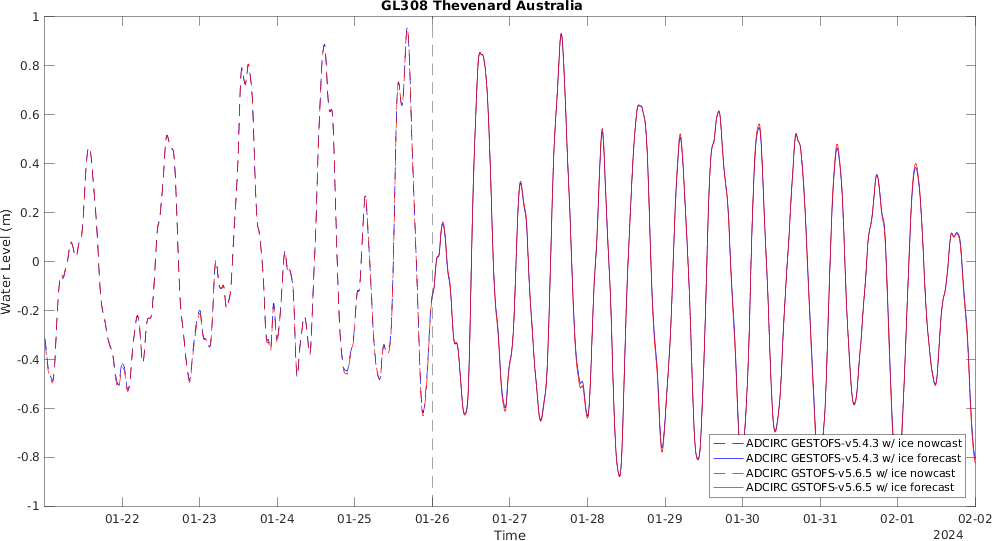 GL308 Thevenard Australia
Water Level (m)
1
0.8
0.6
0.4
0.2
0
-0.2
-0.4
-0.6
-0.8
-1
ADCIRC GESTOFS-v5.4.3 w/ ice nowcast
ADCIRC GESTOFS-v5.4.3 w/ ice forecast
ADCIRC GSTOFS-v5.6.5 w/ ice nowcast
ADCIRC GSTOFS-v5.6.5 w/ ice forecast
01-22 01-23 01-24 01-25 01-26 01-27 01-28 01-29 01-30 01-31 02-01 02-02
Time
2024